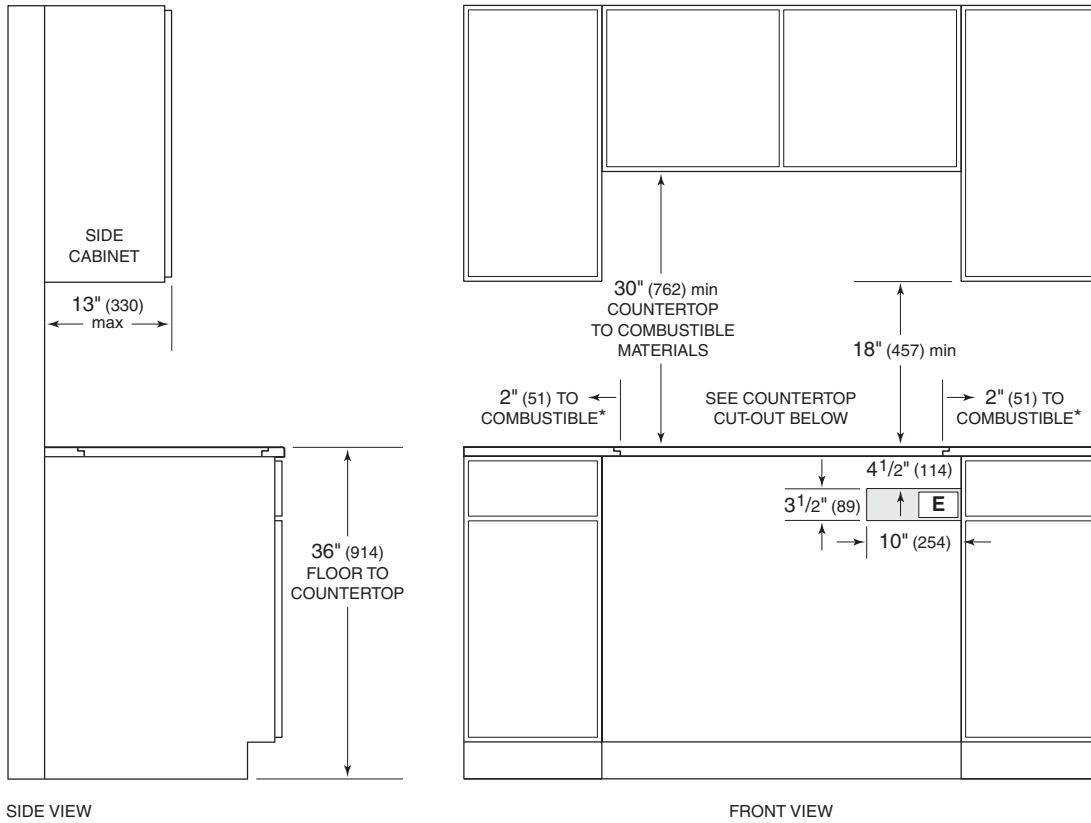 SIDE
CABINET
13" (330)
max
36" (914)
FLOOR TO
COUNTERTOP
SIDE VIEW
30" (762) min
COUNTERTOP
TO COMBUSTIBLE
MATERIALS
18" (457) min
2" (51) TO
COMBUSTIBLE*
SEE COUNTERTOP
CUT-OUT BELOW
2" (51) TO
COMBUSTIBLE*
4 1/2" (114)
3 1/2" (89)
E
10" (254)
FRONT VIEW